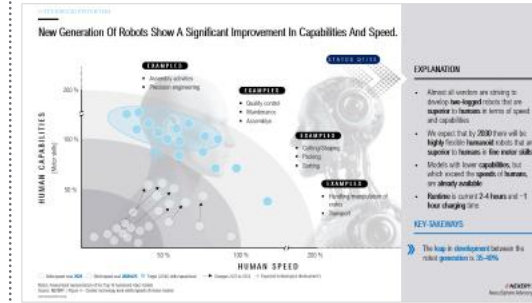 New Generation Of Robots Show A Significant Improvement In Capabilities And Speed.
EXAMPLES
Assembly activities
Precision engineering
EXAMPLES
Quality control
Maintenance
Assemblies
EXAMPLES
Cutting/Shaping
Packing
Sorting
EXAMPLES
Handling/manipulation of
Transport
200 %
100 %
50 %
HUMAN CAPABILITIES
[Motor skills]
50 %
100 %
200 %
HUMAN SPEED
EXPLANATION
Almost all vendors are striving to
develop two-legged robots that are
superior to humans in terms of speed
and capabilities
We expect that by 2030 there will be
highly flexible humanoid robots that are
superior to humans in fine motor skills
Models with lower capabilities, but
which exceed the speeds of humans,
are already available
Runtime is current 2-4 hours and ~1
hour charging time
KEY-TAKEAWAYS
The leap in development between the
robot generation is 35-40%